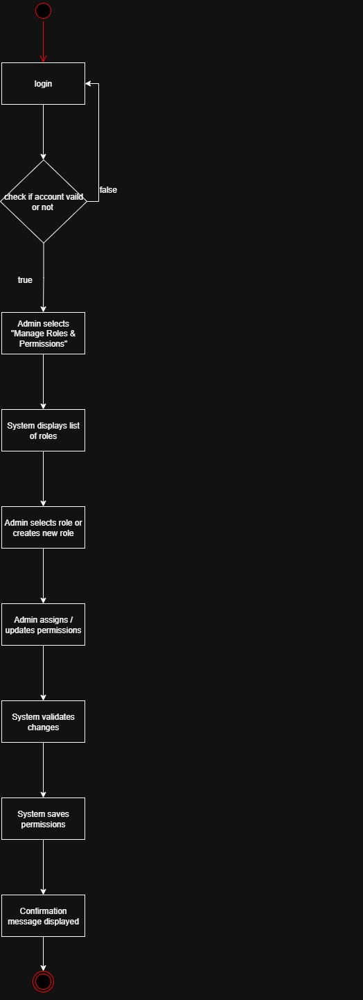 login
false
check if account vaild
or not
true
Admin selects
"Manage Roles &
Permissions"
System displays list
of roles
Admin selects role or
creates new role
Admin assigns /
updates permissions
System validates
changes
System saves
permissions
Confirmation
message displayed